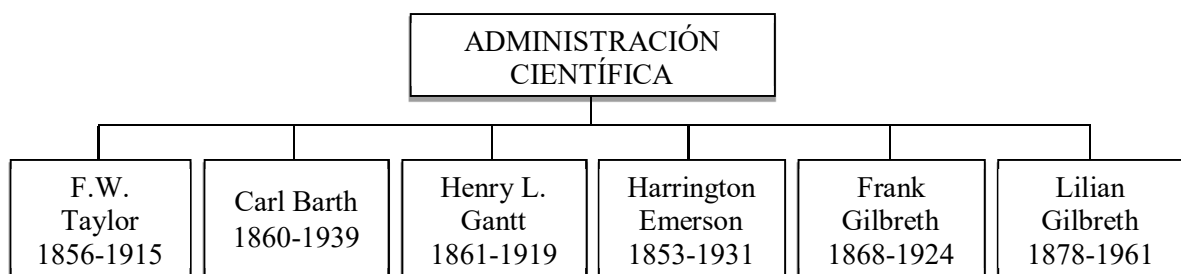 ADMINISTRACIÓN
CIENTÍFICA
F.W.
Taylor
1856-1915
Carl Barth
1860-1939
Henry L.
Gantt
1861-1919
Harrington
Emerson
1853-1931
Frank
Gilbreth
1868-1924
Lilian
Gilbreth
1878-1961